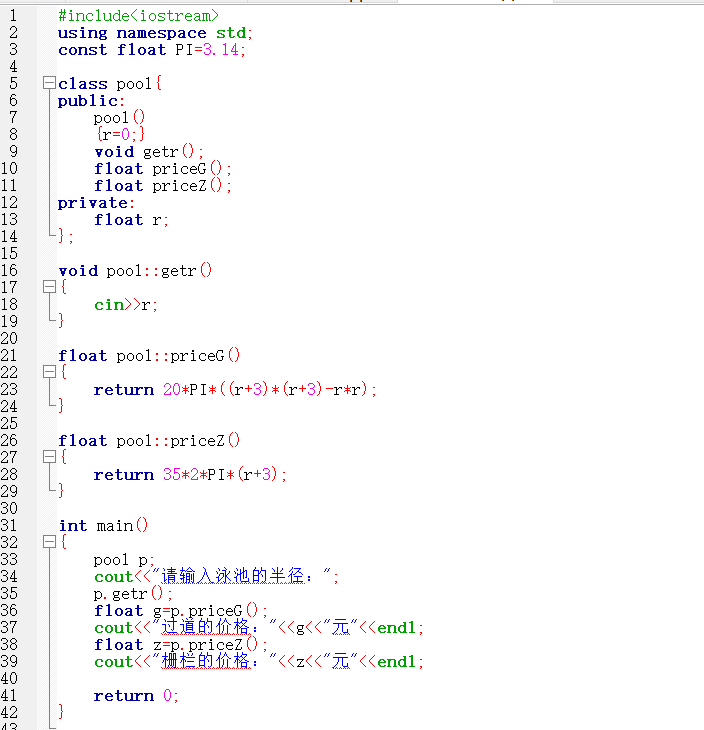 1 #include<iostream>
2 using namespace std;
3 const float PI=3.14;
4
5 class pool{
6 public:
7 pool()
8 {r=0;}
9 void getr();
10 float priceG();
11 float priceZ();
12 private:
13 float r;
14 };
15
16 void pool::getr()
17 {
18 cin>>r;
19 }
20
21 float pool::priceG()
22 {
23 return 20*PI*((r+3)*(r+3)-r*r);
24 }
25
26 float pool::priceZ()
27 {
28 return 35*2*PI*(r+3);
29 }
30
31 int main()
32 {
33 pool p;
34 cout<<"请输入泳池的半径：";
35 p.getr();
36 float g=p.priceG();
37 cout<<"过道的价格："<<g<<"元"<<endl;
38 float z=p.priceZ();
39 cout<<"栅栏的价格："<<z<<"元"<<endl;
40
41 return 0;
42 }
43